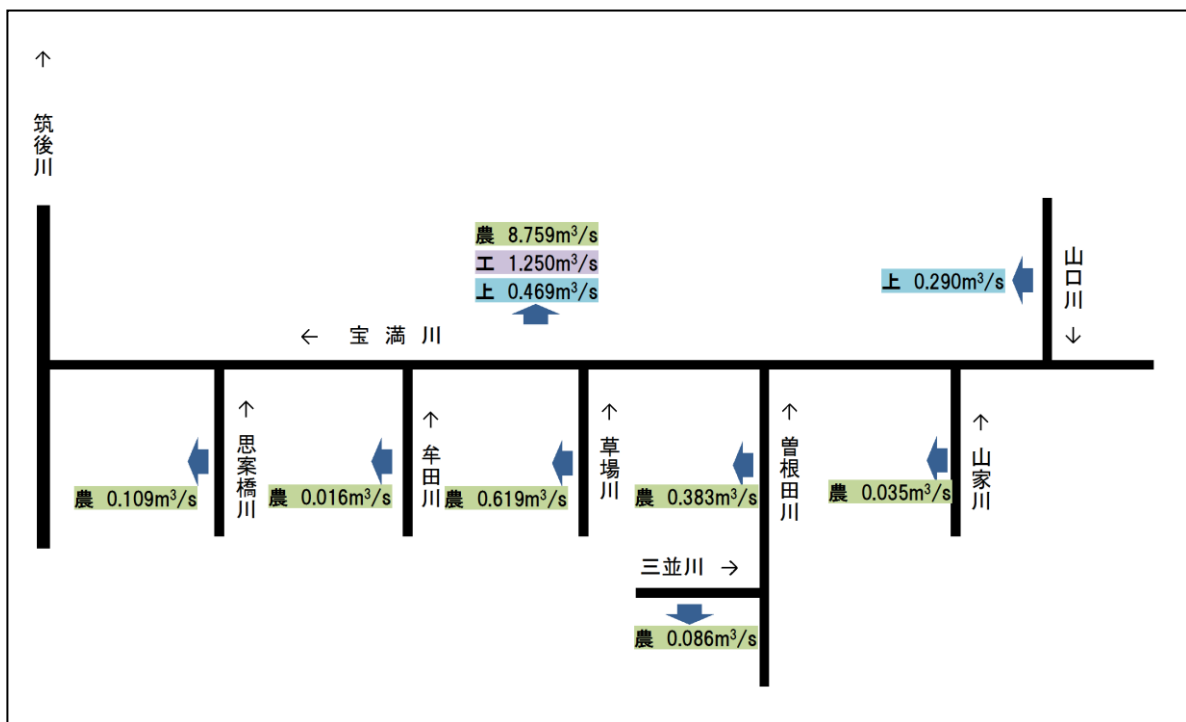 ↑
筑後川
農 8.759m³/s
工 1.250m³/s
上 0.469m³/s
上 0.290m³/s
山口川
↓
← 宝満川
↑
思案橋川
農 0.109m³/s
↑
牟田川
農 0.016m³/s
↑
草場川
農 0.619m³/s
↑
曽根田川
農 0.383m³/s
↑
山家川
農 0.035m³/s
三並川 →
農 0.086m³/s